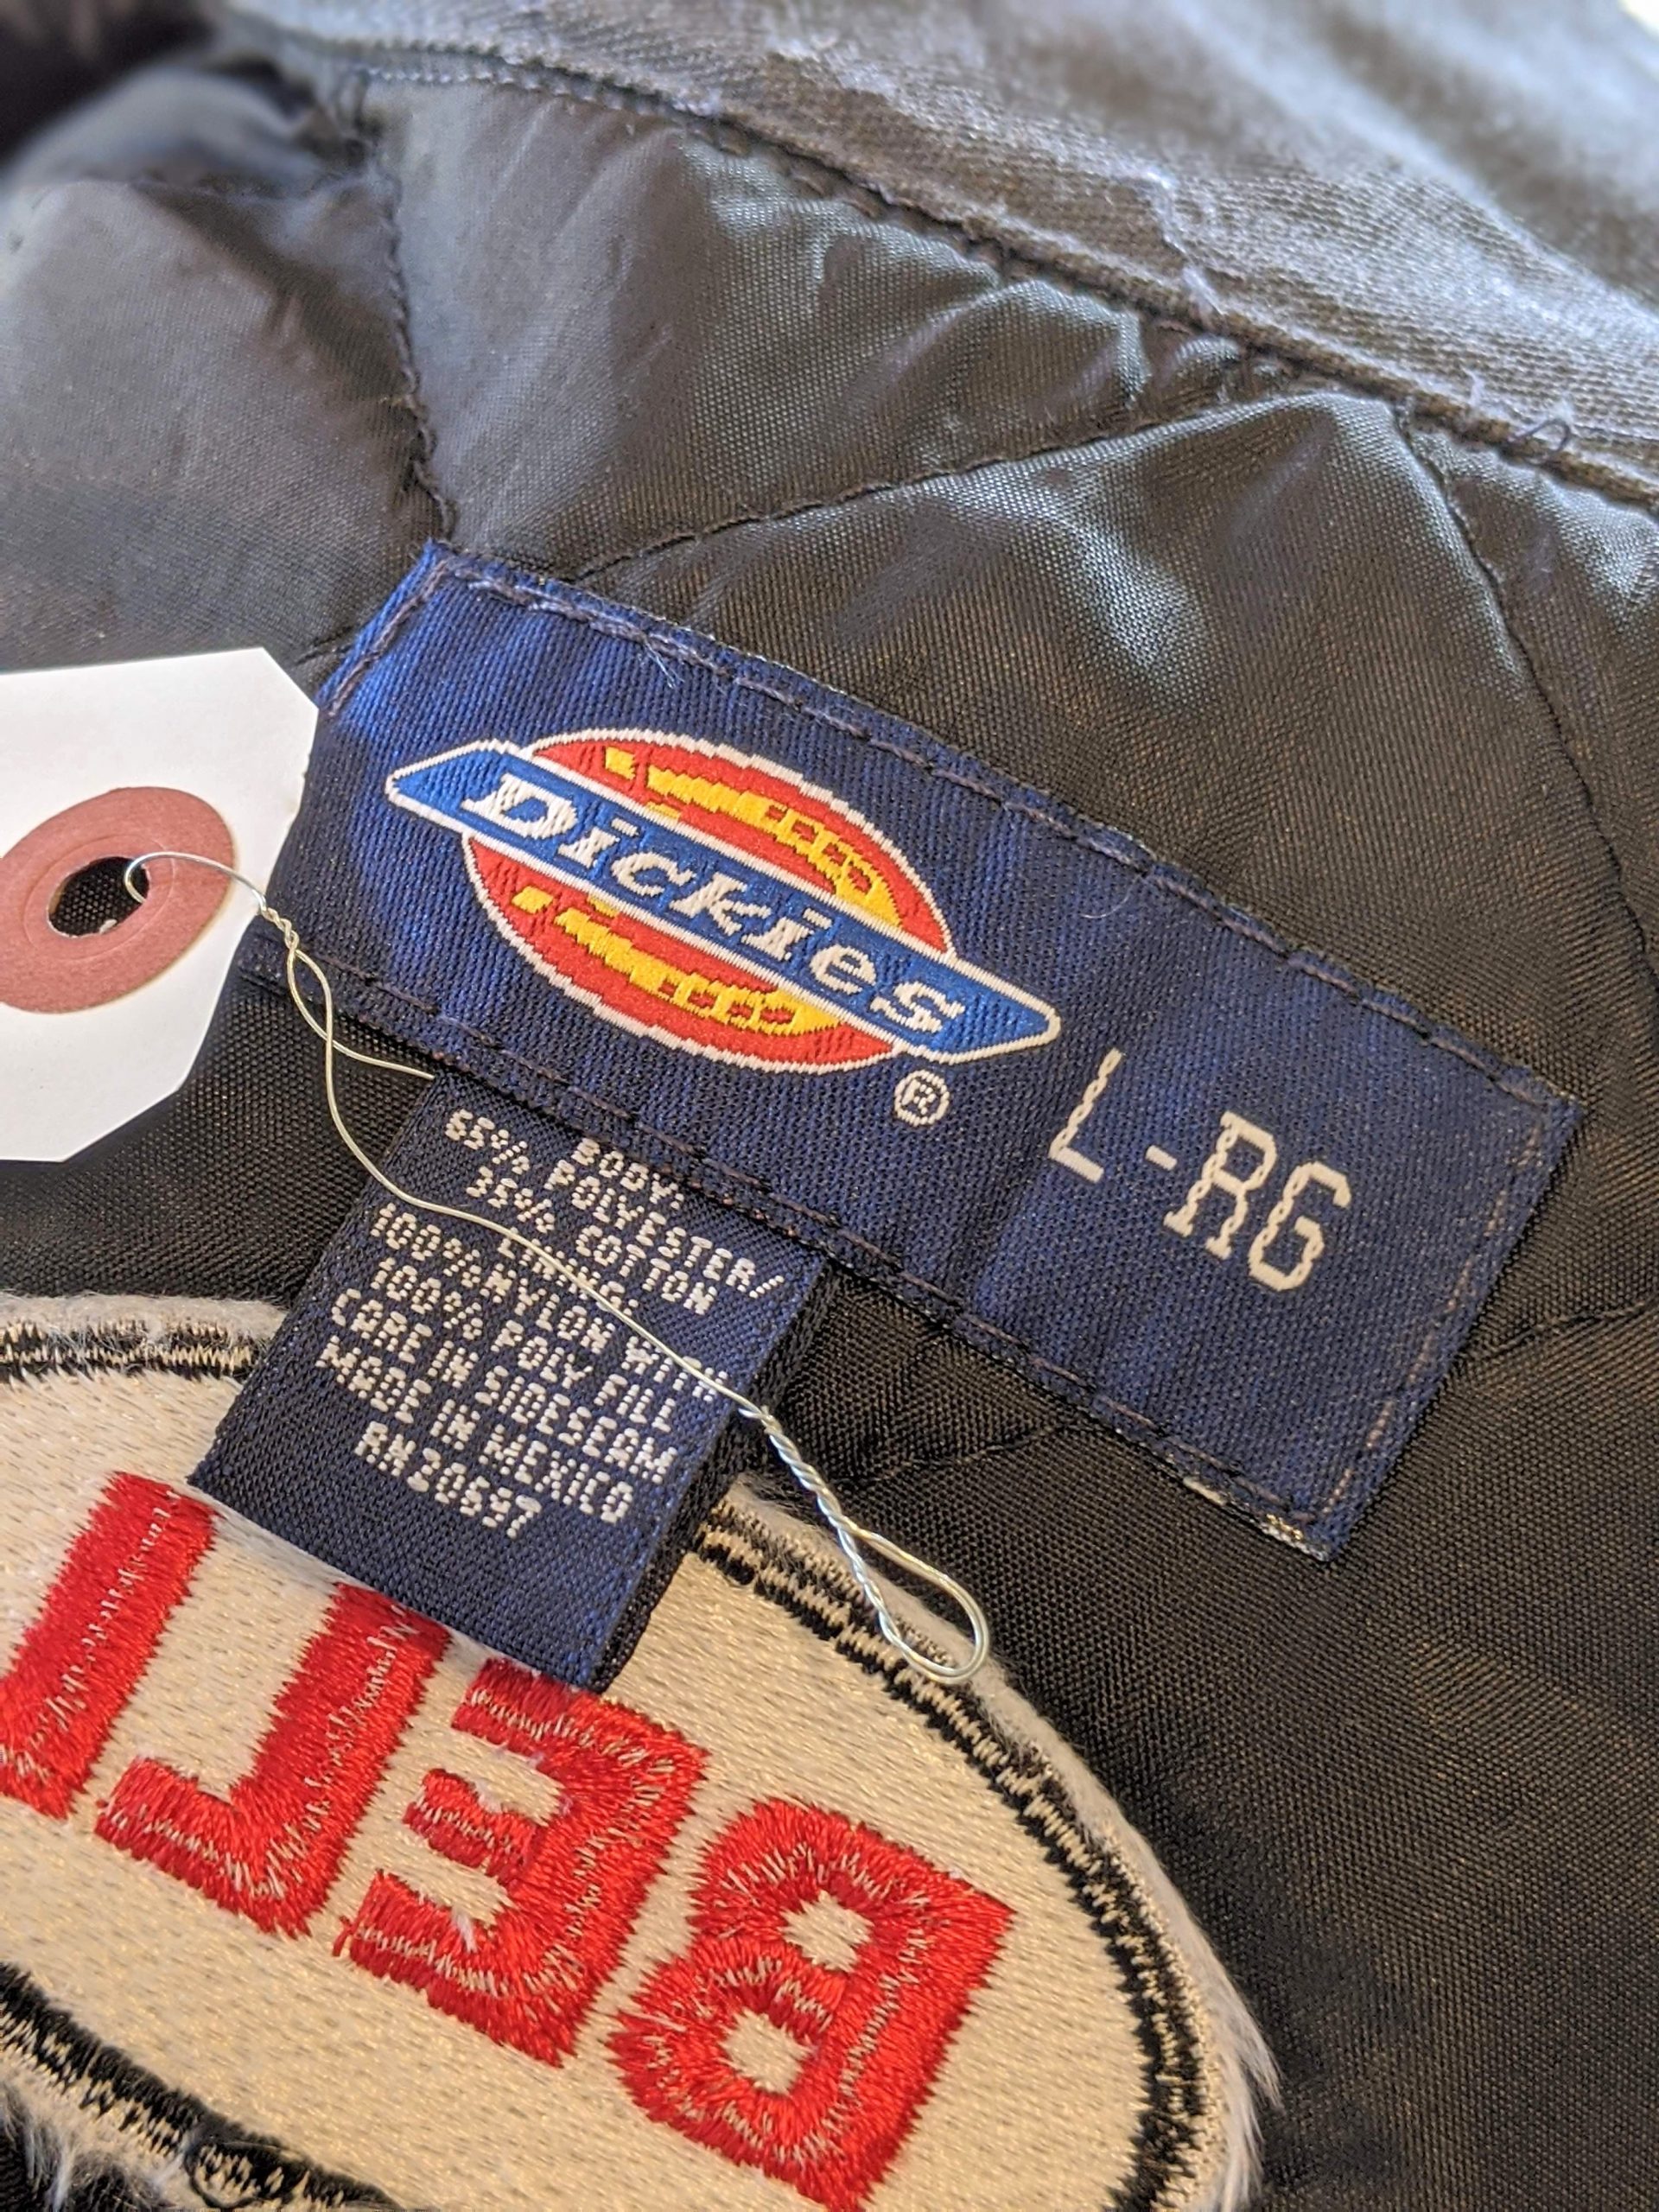 Dickies
®
L-RG
BODY:
65% POLYESTER/
35% COTTON
LINING:
100% NYLON WITH
100% POLY FILL
CARE IN SIDESEAM
MADE IN MEXICO
RN20697